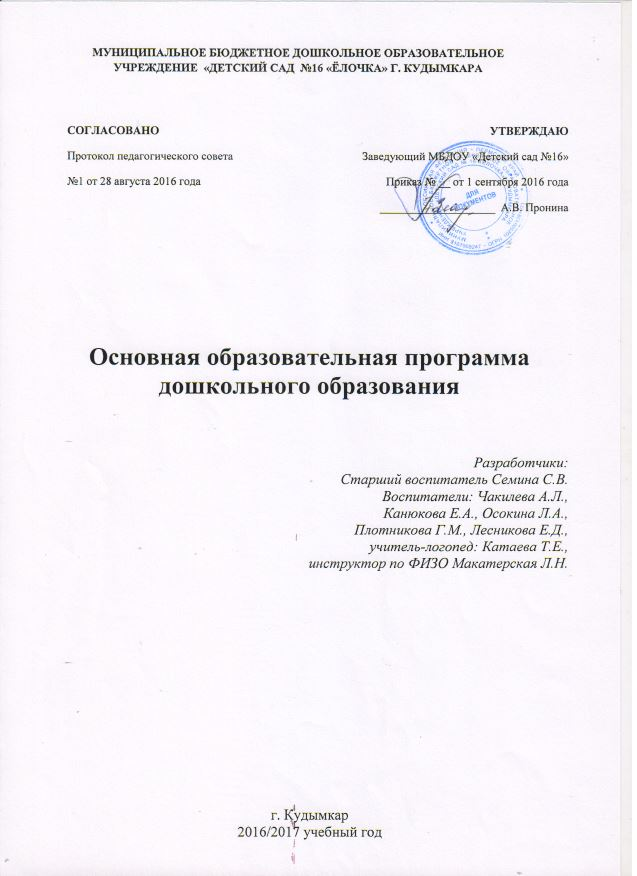 МУНИЦИПАЛЬНОЕ БЮДЖЕТНОЕ ДОШКОЛЬНОЕ ОБРАЗОВАТЕЛЬНОЕ
УЧРЕЖДЕНИЕ «ДЕТСКИЙ САД №16 «ЁЛОЧКА» Г. КУДЫМКАРА
СОГЛАСОВАНО УТВЕРЖДАЮ
Протокол педагогического совета Заведующий МБДОУ «Детский сад №16»
№1 от 28 августа 2016 года Приказ №__ от 1 сентября 2016 года
А.В. Пронина
ДЛЯ
ДОКУМЕНТОВ
Основная образовательная программа
дошкольного образования
Разработчики:
Старший воспитатель Семина С.В.
Воспитатели: Чакилева А.Л.,
Канюкова Е.А., Осокина Л.А.,
Плотникова Г.М., Лесникова Е.Д.,
учитель-логопед: Катаева Т.Е.,
инструктор по ФИЗО Макатерская Л.Н.
г. Кудымкар
2016/2017 учебный год